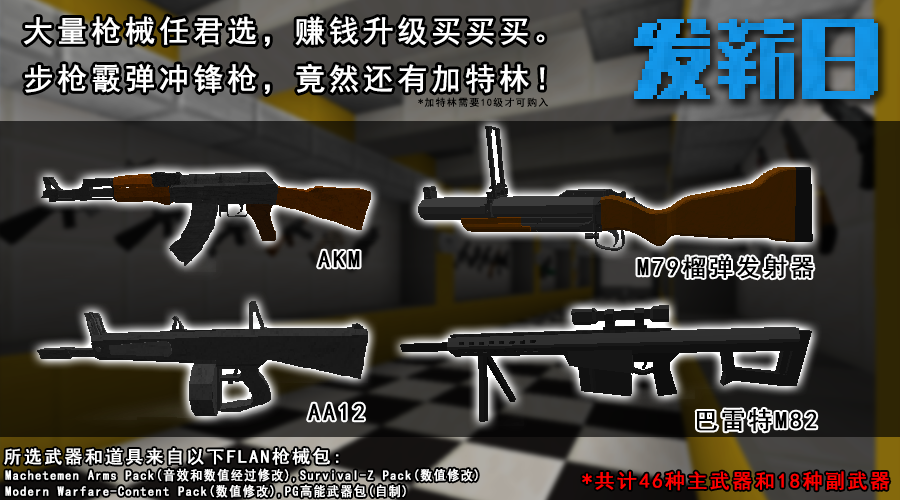 大量枪械任君选，赚钱升级买买买。
发薪日
步枪霰弹冲锋枪，竟然还有加特林！
*加特林需要10级才可购入
AKM
M79榴弹发射器
AA12
巴雷特M82
所选武器和道具来自以下FLAN枪械包：
Machetemen Arms Pack(音效和数值经过修改),Survival-Z Pack(数值修改)
Modern Warfare-Content Pack(数值修改),PG高能武器包(自制)
*共计46种主武器和18种副武器